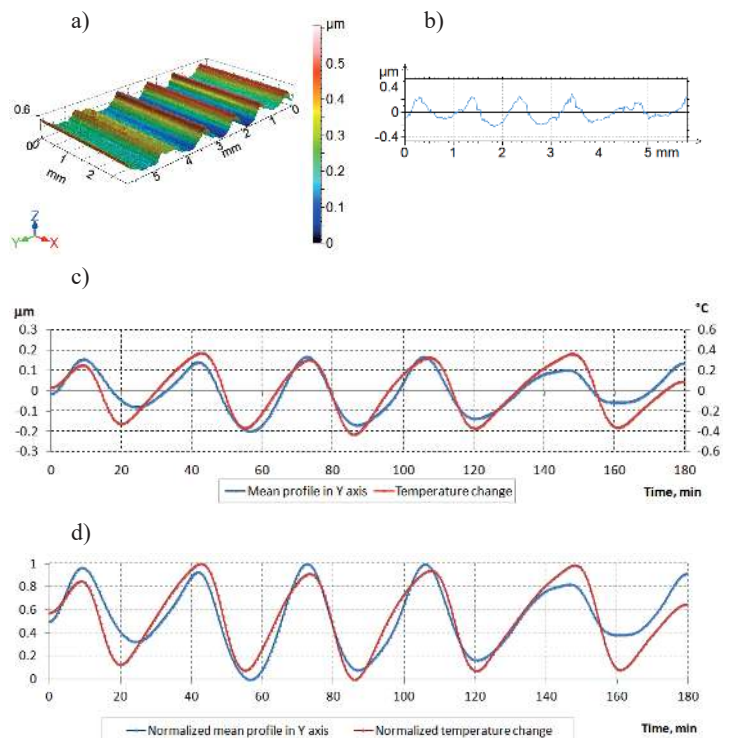 a)
µm
0.6
0.5
0.4
0.3
0.2
0.1
0
0.6
0
1
2
mm
5
4
3
2
1
0
mm
Z
Y X
b)
µm
0.4
0
-0.4
0 1 2 3 4 5 mm
c)
µm °C
0.3 0.6
0.2 0.4
0.1 0.2
0 0
-0.1 -0.2
-0.2 -0.4
-0.3 -0.6
0 20 40 60 80 100 120 140 160 180
Mean profile in Y axis Temperature change Time, min
d)
1
0.8
0.6
0.4
0.2
0
0 20 40 60 80 100 120 140 160 180
Normalized mean profile in Y axis Normalized temperature change Time, min